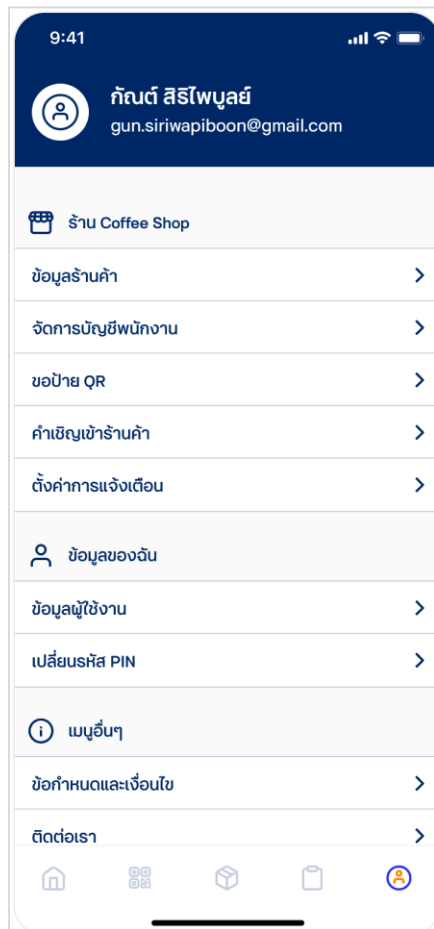 9:41
กัณต์ สิริไพบูลย์
gun.siriwapiboon@gmail.com
ร้าน Coffee Shop
ข้อมูลร้านค้า
จัดการบัญชีพนักงาน
ขอป้าย QR
คำเชิญเข้าร้านค้า
ตั้งค่าการแจ้งเตือน
ข้อมูลของฉัน
ข้อมูลผู้ใช้งาน
เปลี่ยนรหัส PIN
เมนูอื่นๆ
ข้อกำหนดและเงื่อนไข
ติดต่อเรา